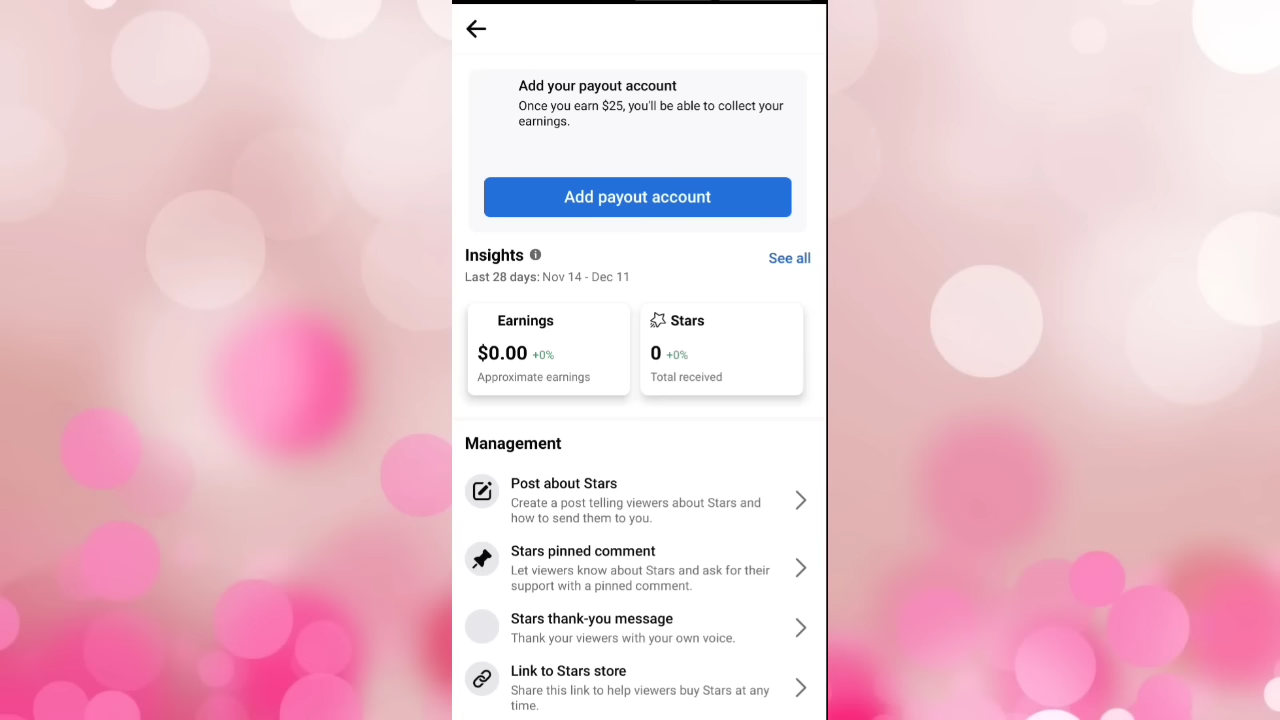 Add your payout account
Once you earn $25, you'll be able to collect your
earnings.
Add payout account
Insights
See all
Last 28 days: Nov 14 - Dec 11
Earnings
$0.00 +0%
Approximate earnings
Stars
0 +0%
Total received
Management
Post about Stars
Create a post telling viewers about Stars and
how to send them to you.
Stars pinned comment
Let viewers know about Stars and ask for their
support with a pinned comment.
Stars thank-you message
Thank your viewers with your own voice.
Link to Stars store
Share this link to help viewers buy Stars at any
time.